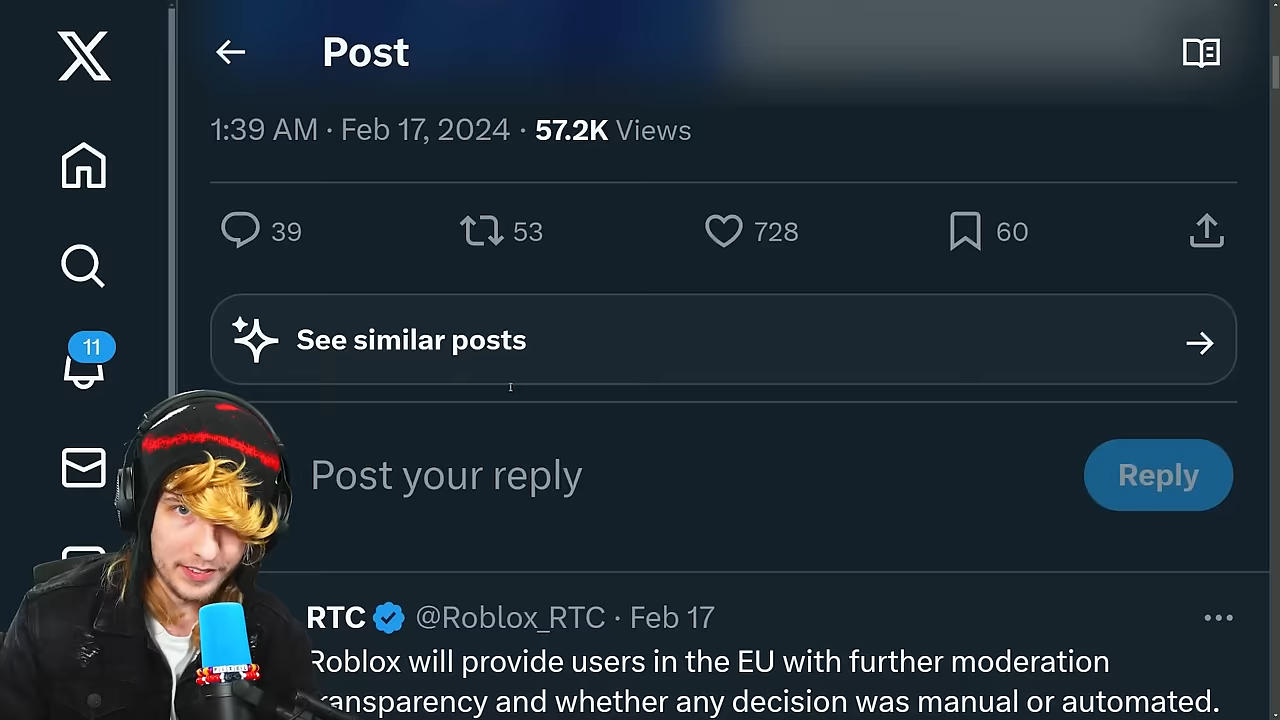 Post
1:39 AM · Feb 17, 2024 · 57.2K Views
39 53 728 60
See similar posts
11
Post your reply
Reply
RTC @Roblox_RTC · Feb 17
Roblox will provide users in the EU with further moderation
ransparency and whether any decision was manual or automated.